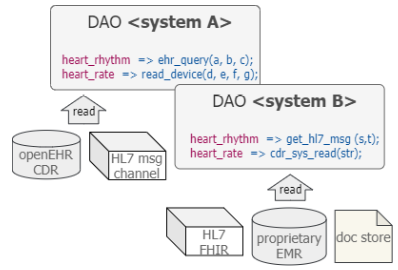 DAO <system A>
heart_rhythm => ehr_query(a, b, c);
heart_rate => read_device(d, e, f, g);
read
openEHR
CDR
HL7 msg
channel
DAO <system B>
heart_rhythm => get_hl7_msg (s,t);
heart_rate => cdr_sys_read(str);
read
HL7
FHIR
proprietary
EMR
doc store